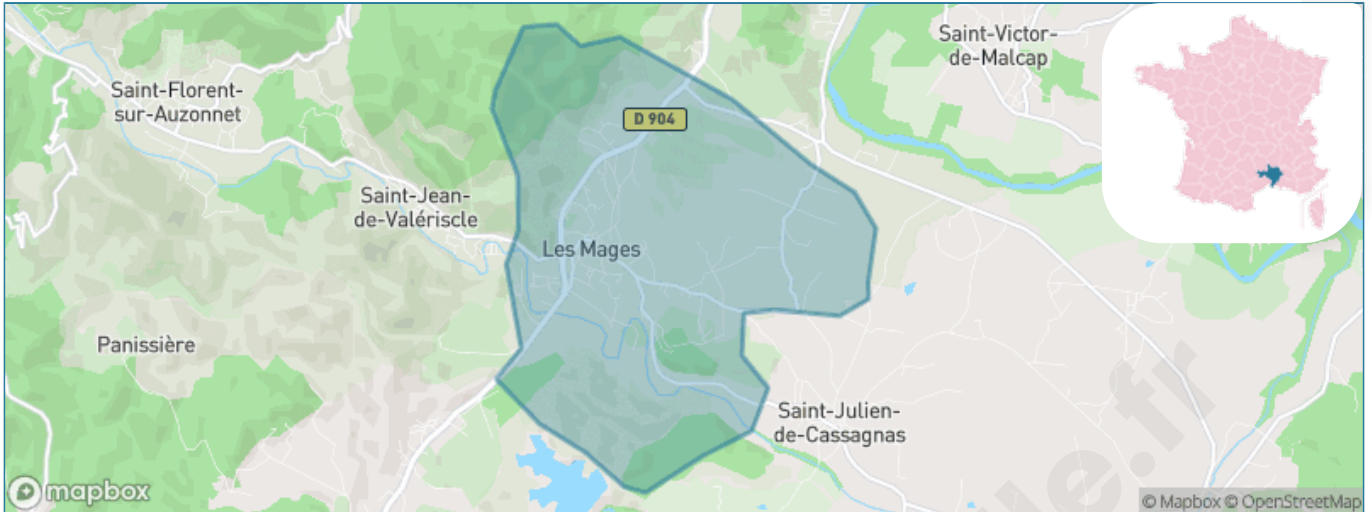 Saint-Victor-
de-Malcap
Saint-Florent-
sur-Auzonnet
D 904
Saint-Jean-
de-Valériscle
Les Mages
Panissière
Saint-Julien-
de-Cassagnas
mapbox
© Mapbox © OpenStreetMap